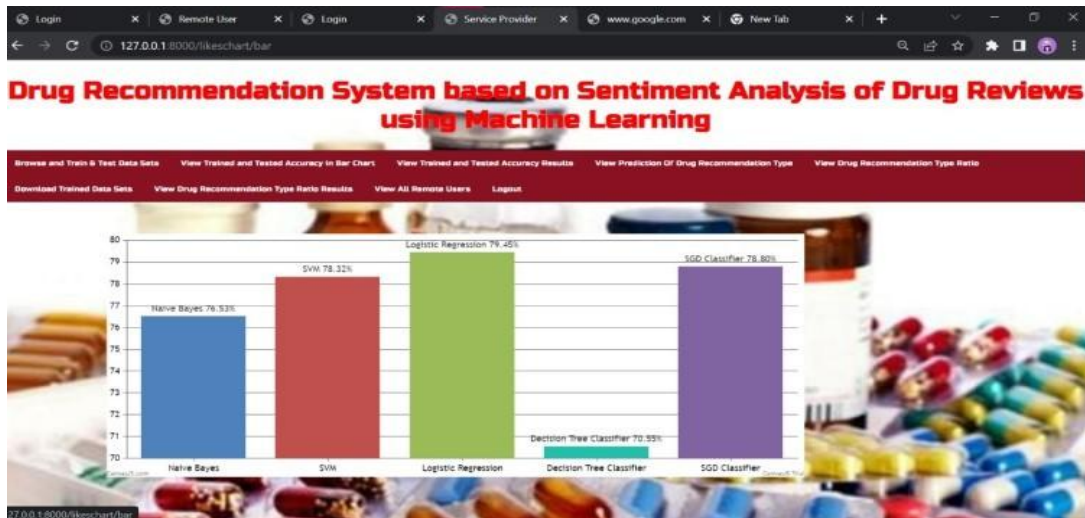 Login
Remote User
Login
Service Provider
www.google.com
New Tab
127.0.0.1:8000/likeschart/bar
Drug Recommendation System based on Sentiment Analysis of Drug Reviews
using Machine Learning
Browse and Train & Test Data Sets View Trained and Tested Accuracy in Bar Chart View Trained and Tested Accuracy Results View Prediction Of Drug Recommendation Type View Drug Recommendation Type Ratio
Download Trained Data Sets View Drug Recommendation Type Ratio Results View All Remote Users Logout
80
79
78
77
76
75
74
73
72
71
70
Naive Bayes 76.53%
SVM 78.32%
Logistic Regression 79.45%
Decision Tree Classifier 70.55%
SGD Classifier 78.80%
Naive Bayes
SVM
Logistic Regression
Decision Tree Classifier
SGD Classifier
CanvasJS.com
CanvasJS Trial
27.0.0.1:8000/likeschart/bar